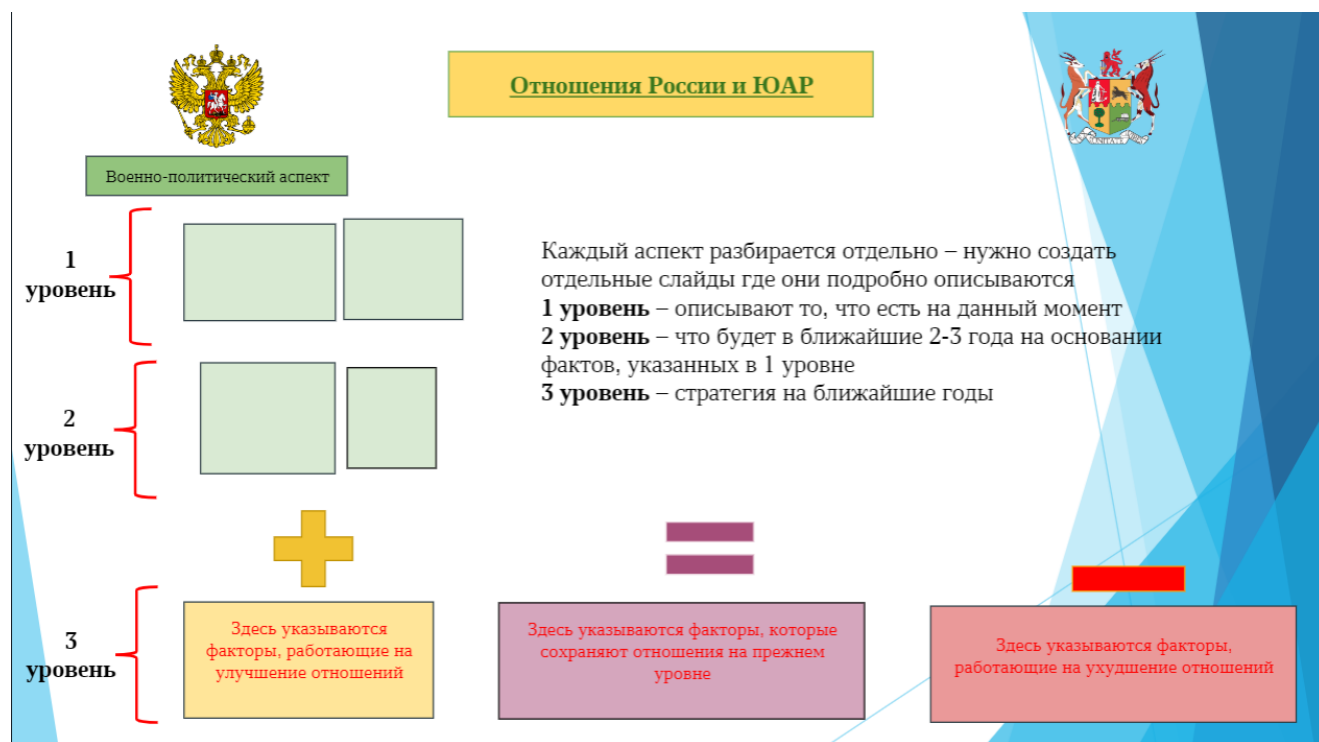 Отношения России и ЮАР
Военно-политический аспект
1
уровень
Каждый аспект разбирается отдельно – нужно создать
отдельные слайды где они подробно описываются
1 уровень – описывают то, что есть на данный момент
2 уровень – что будет в ближайшие 2-3 года на основании
фактов, указанных в 1 уровне
3 уровень – стратегия на ближайшие годы
2
уровень
3
уровень
Здесь указываются
факторы, работающие на
улучшение отношений
Здесь указываются факторы, которые
сохраняют отношения на прежнем
уровне
Здесь указываются факторы,
работающие на ухудшение отношений